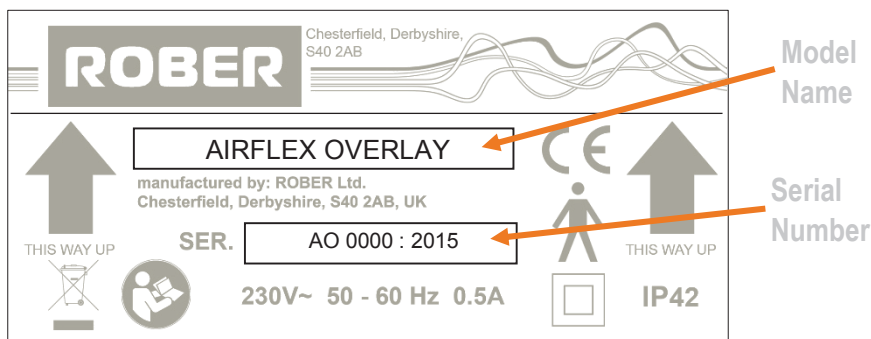 ROBER
Chesterfield, Derbyshire,
S40 2AB
Model
Name
AIRFLEX OVERLAY
CE
manufactured by: ROBER Ltd.
Chesterfield, Derbyshire, S40 2AB, UK
Serial
Number
SER.
AO 0000 : 2015
THIS WAY UP
THIS WAY UP
230V~ 50 - 60 Hz 0.5A
IP42